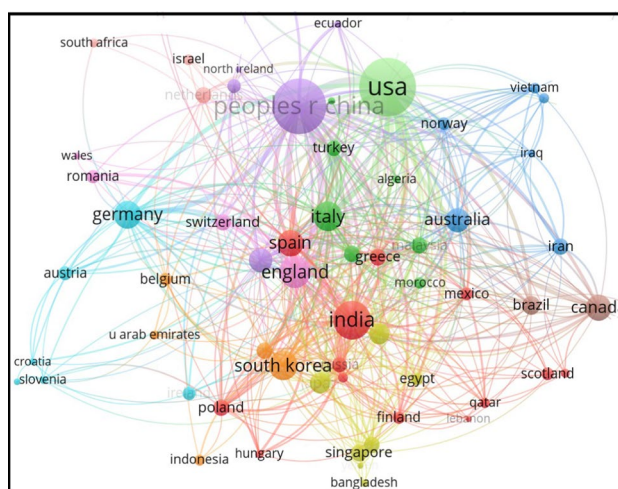 ecuador
south africa
israel
north ireland
netherlands
usa
peoples r china
vietnam
norway
turkey
iraq
wales
romania
algeria
germany
switzerland
italy
australia
spain
malaysia
iran
greece
austria
belgium
england
morocco
mexico
brazil
canada
india
u arab emirates
croatia
slovenia
south korea
egypt
scotland
poland
finland
qatar
lebanon
hungary
singapore
indonesia
bangladesh